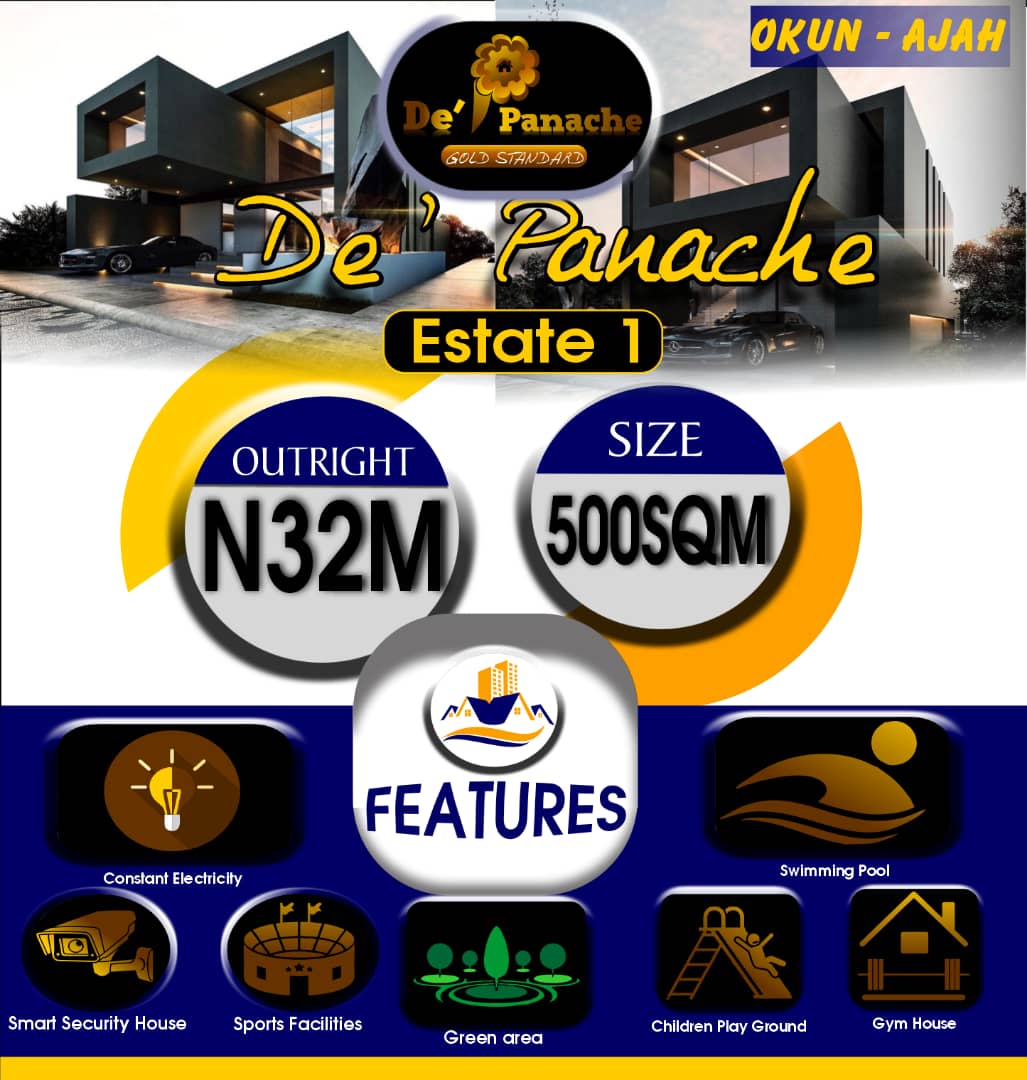 OKUN - AJAH
De' Panache
GOLD STANDARD
De' Panache
Estate 1
OUTRIGHT
N32M
SIZE
500SQM
FEATURES
Constant Electricity
Swimming Pool
Smart Security House
Sports Facilities
Green area
Children Play Ground
Gym House